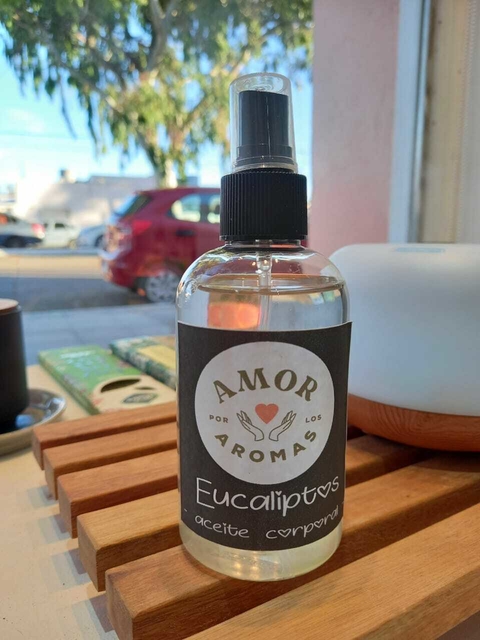 AMOR
POR LOS
AROMAS
Eucaliptos
aceite corporal